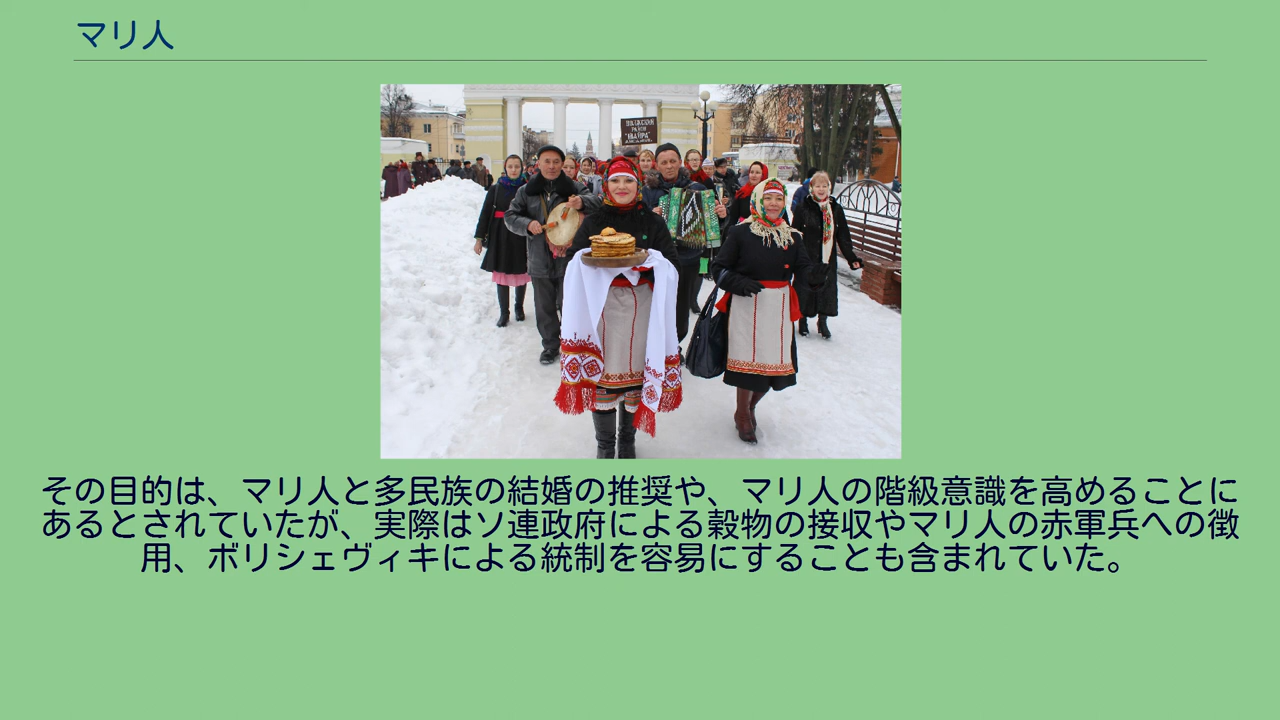 マリ人
その目的は、マリ人と多民族の結婚の推奨や、マリ人の階級意識を高めることに
あるとされていたが、実際はソ連政府による穀物の接収やマリ人の赤軍兵への徴
用、ボリシェヴィキによる統制を容易にすることも含まれていた。